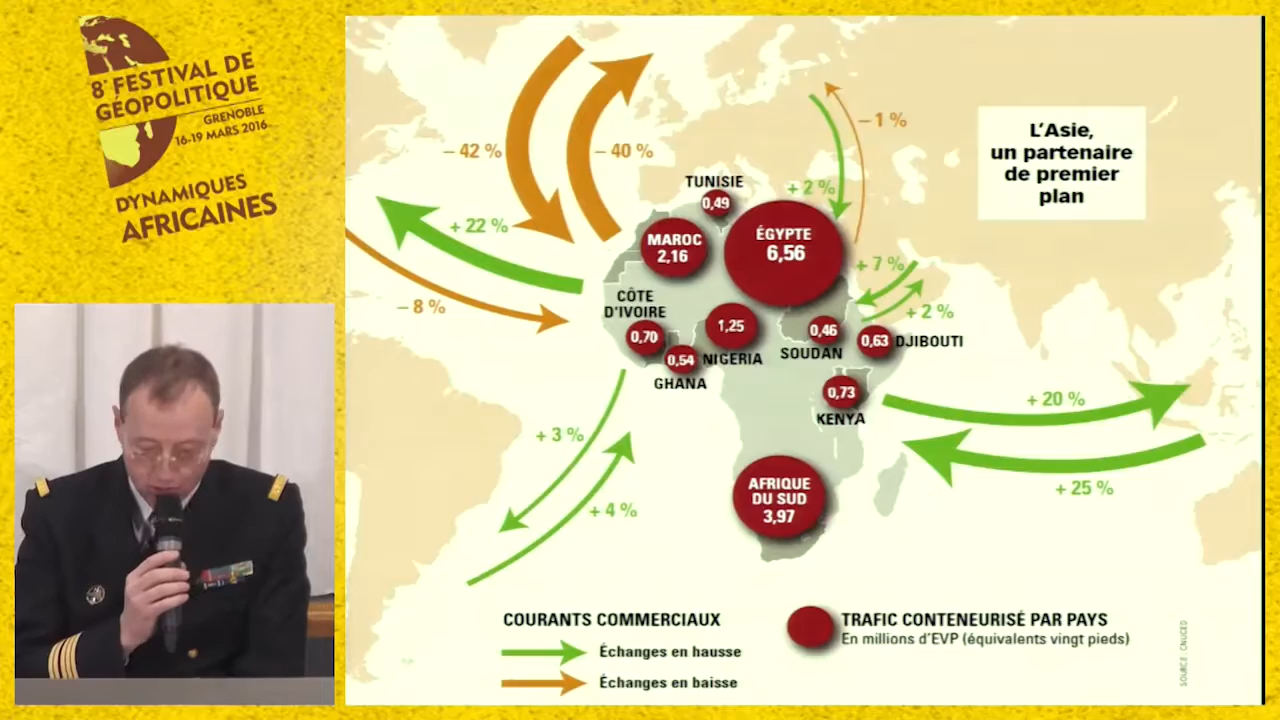 8e FESTIVAL DE
GÉOPOLITIQUE
GRENOBLE
16-19 MARS 2016
DYNAMIQUES
AFRICAINES
L'Asie,
un partenaire
de premier
plan
– 42 %
– 40 %
– 1 %
+ 2 %
+ 22 %
– 8 %
TUNISIE
0,49
MAROC
2,16
ÉGYPTE
6,56
+ 7 %
+ 2 %
CÔTE
D'IVOIRE
0,70
0,54
GHANA
1,25
NIGERIA
0,46
SOUDAN
0,63 DJIBOUTI
0,73
KENYA
+ 20 %
+ 25 %
+ 3 %
+ 4 %
AFRIQUE
DU SUD
3,97
COURANTS COMMERCIAUX
Échanges en hausse
Échanges en baisse
TRAFIC CONTENEURISÉ PAR PAYS
En millions d'EVP (équivalents vingt pieds)
SOURCE CNUCED